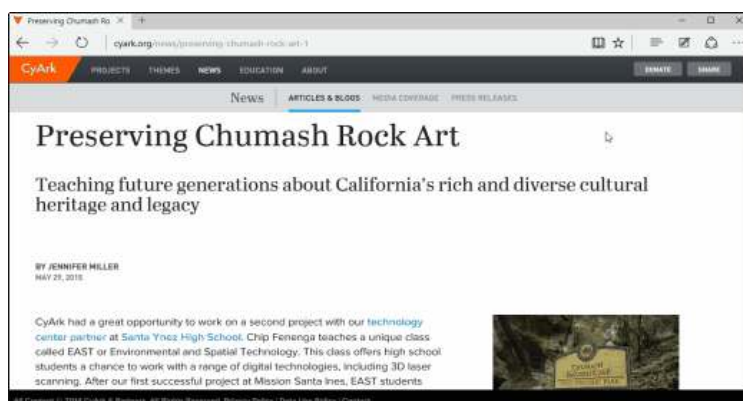 Preserving Chumash Ro
cyark.org/news/preserving-chumash-rock-art-1
CyArk PROJECTS THEMES NEWS EDUCATION ABOUT DONATE SHARE
News ARTICLES & BLOGS MEDIA COVERAGE PRESS RELEASES
Preserving Chumash Rock Art
Teaching future generations about California's rich and diverse cultural
heritage and legacy
BY JENNIFER MILLER
CyArk had a great opportunity to work on a second project with our technology
center partner at Santa Ynez High School. Chip Fenenga teaches a unique class
called EAST or Environmental and Spatial Technology. This class offers high school
students a chance to work with a range of digital technologies, including 3D laser
scanning. After our first successful project at Mission Santa Ines, EAST students